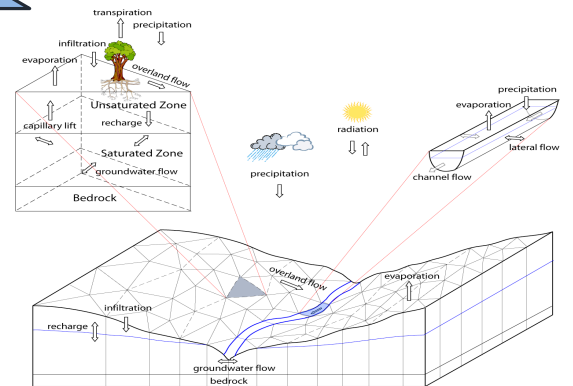 transpiration
precipitation
infiltration
evaporation
overland flow
Unsaturated Zone
capillary lift
recharge
Saturated Zone
groundwater flow
Bedrock
radiation
precipitation
precipitation
evaporation
lateral flow
channel flow
overland flow
evaporation
infiltration
recharge
groundwater flow
bedrock